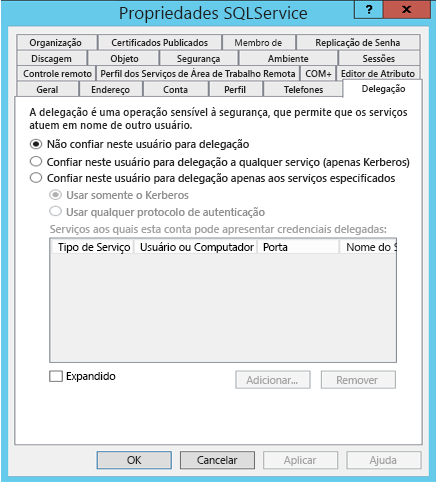 Propriedades SQLService
? x
Organização Certificados Publicados Membro de Replicação de Senha
Discagem Objeto Segurança Ambiente Sessões
Controle remoto Perfil dos Serviços de Área de Trabalho Remota COM+ Editor de Atributo
Geral Endereço Conta Perfil Telefones Delegação
A delegação é uma operação sensível à segurança, que permite que os serviços
atuem em nome de outro usuário.
Não confiar neste usuário para delegação
Confiar neste usuário para delegação a qualquer serviço (apenas Kerberos)
Confiar neste usuário para delegação apenas aos serviços especificados
Usar somente o Kerberos
Usar qualquer protocolo de autenticação
Serviços aos quais esta conta pode apresentar credenciais delegadas:
Tipo de Serviço Usuário ou Computador Porta Nome do S
Expandido Adicionar... Remover
OK Cancelar Aplicar Ajuda